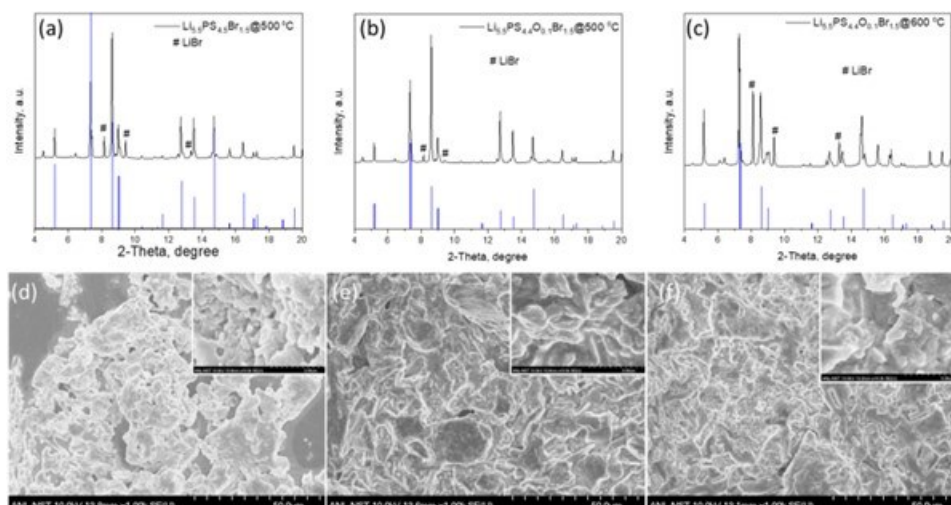 (a)
Li5.5PS4.5Br1.5@500 °C
# LiBr
Intensity, a.u.
# # #
4 6 8 10 12 14 16 18 20
2-Theta, degree
(b)
Li5.5PS4.4O0.1Br1.5@500 °C
# LiBr
Intensity, a.u.
# #
4 6 8 10 12 14 16 18 20
2-Theta, degree
(c)
Li5.5PS4.4O0.1Br1.5@600 °C
# LiBr
Intensity, a.u.
# # #
4 6 8 10 12 14 16 18 20
2-Theta, degree
(d)
(e)
(f)